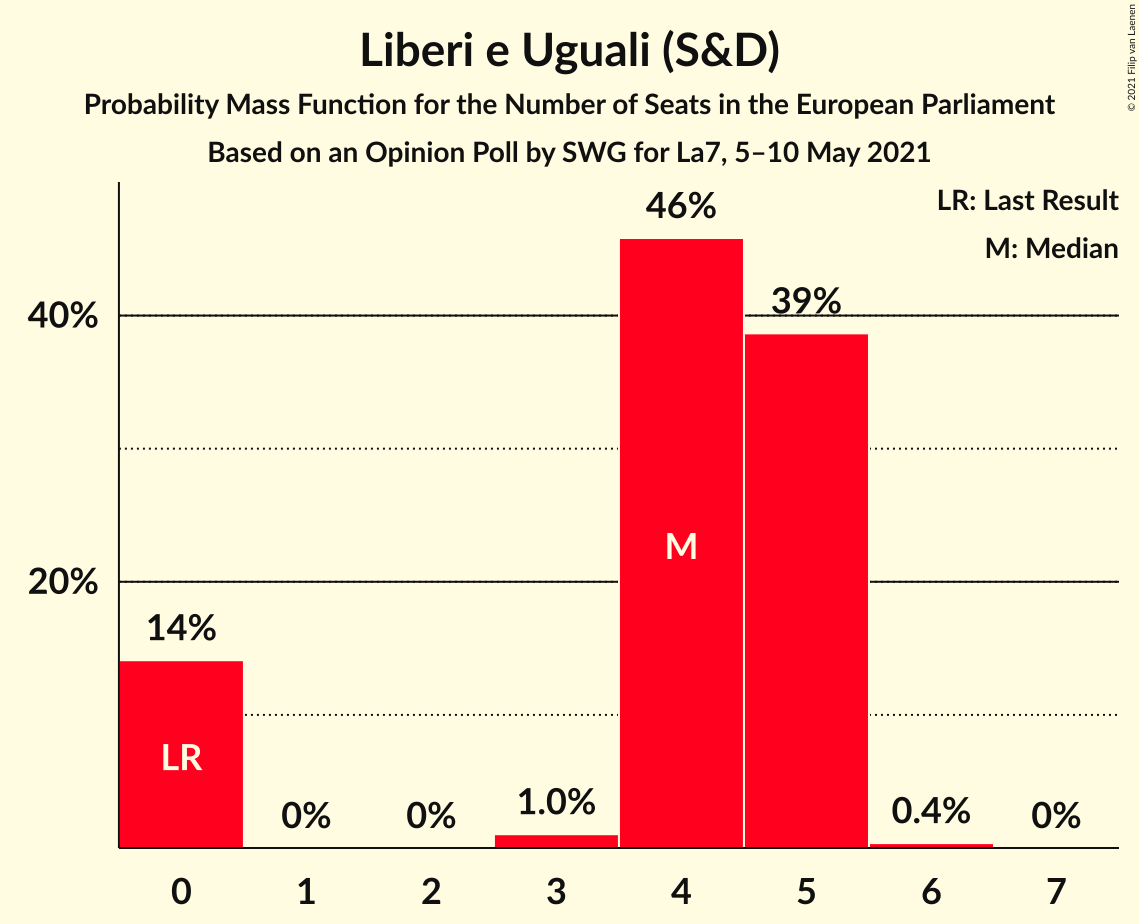 Liberi e Uguali (S&D)
Probability Mass Function for the Number of Seats in the European Parliament
Based on an Opinion Poll by SWG for La7, 5–10 May 2021
© 2021 Filip van Laenen
LR: Last Result
M: Median
46%
39%
40%
M
20%
14%
LR
0%
0%
1.0%
0.4%
0%
0 1 2 3 4 5 6 7